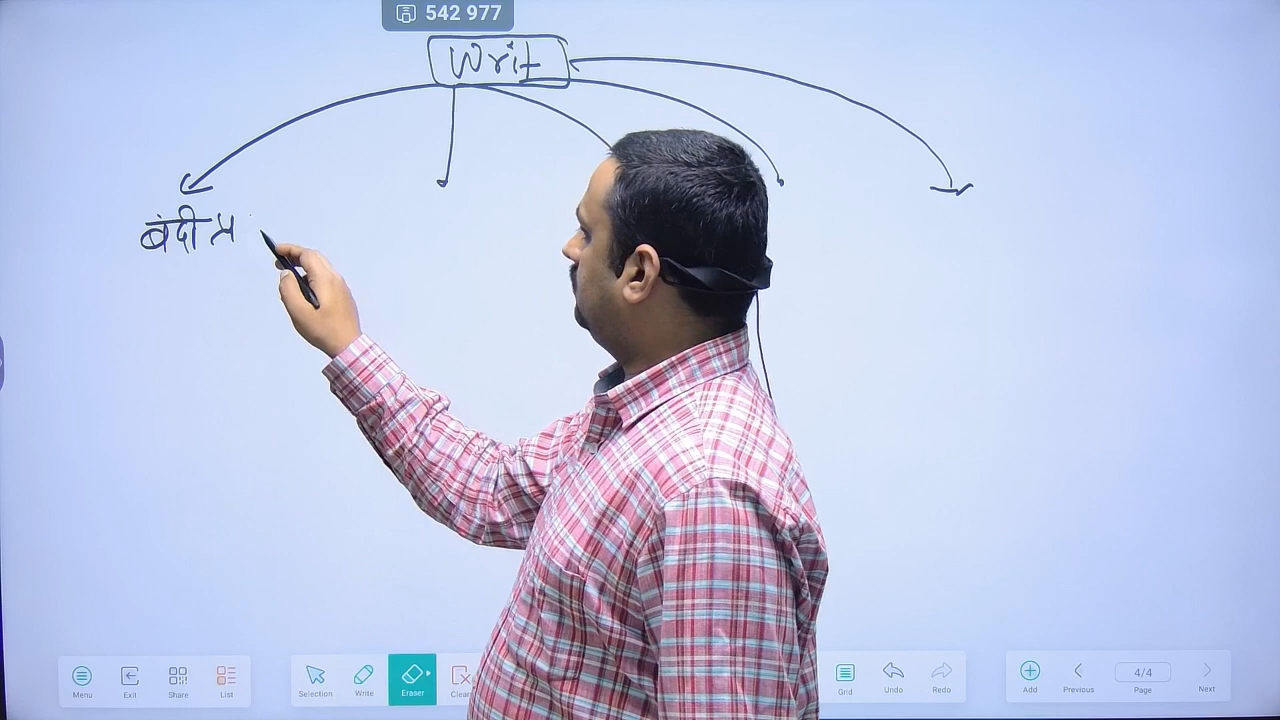 542 977
Writ
बंदी प्र
Menu
Exit
Share
List
Selection
Write
Eraser
Clear
Grid
Undo
Redo
Add
Previous
4/4
Page
Next